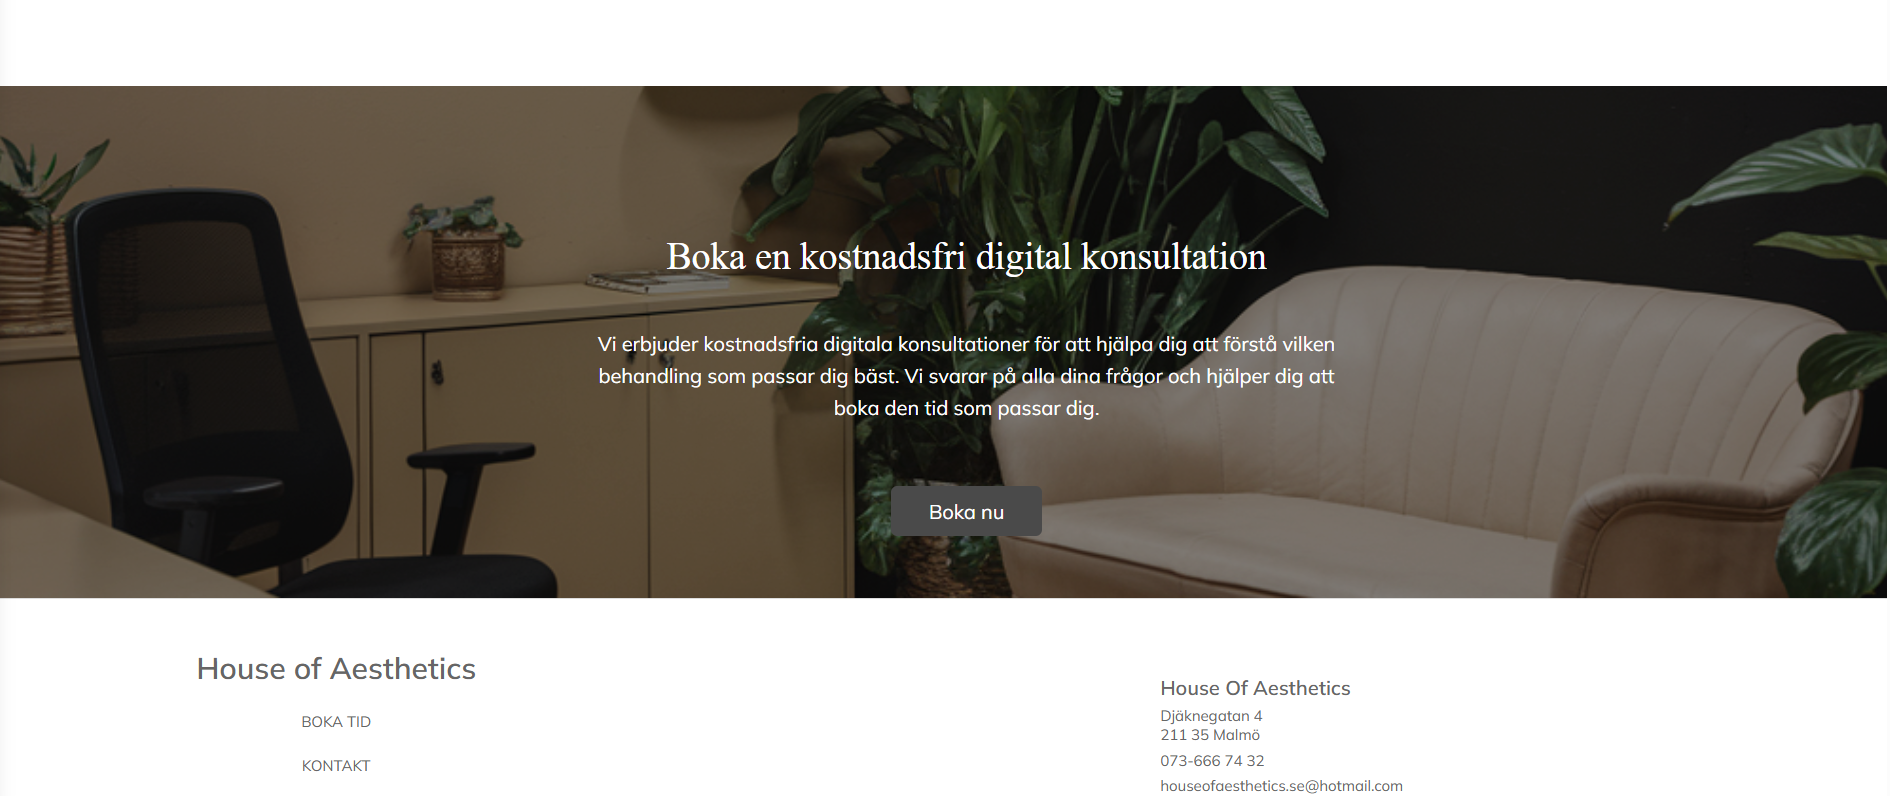 Boka en kostnadsfri digital konsultation
Vi erbjuder kostnadsfria digitala konsultationer för att hjälpa dig att förstå vilken
behandling som passar dig bäst. Vi svarar på alla dina frågor och hjälper dig att
boka den tid som passar dig.
Boka nu
House of Aesthetics
BOKA TID
KONTAKT
House Of Aesthetics
Djäknegatan 4
211 35 Malmö
073-666 74 32
houseofaesthetics.se@hotmail.com